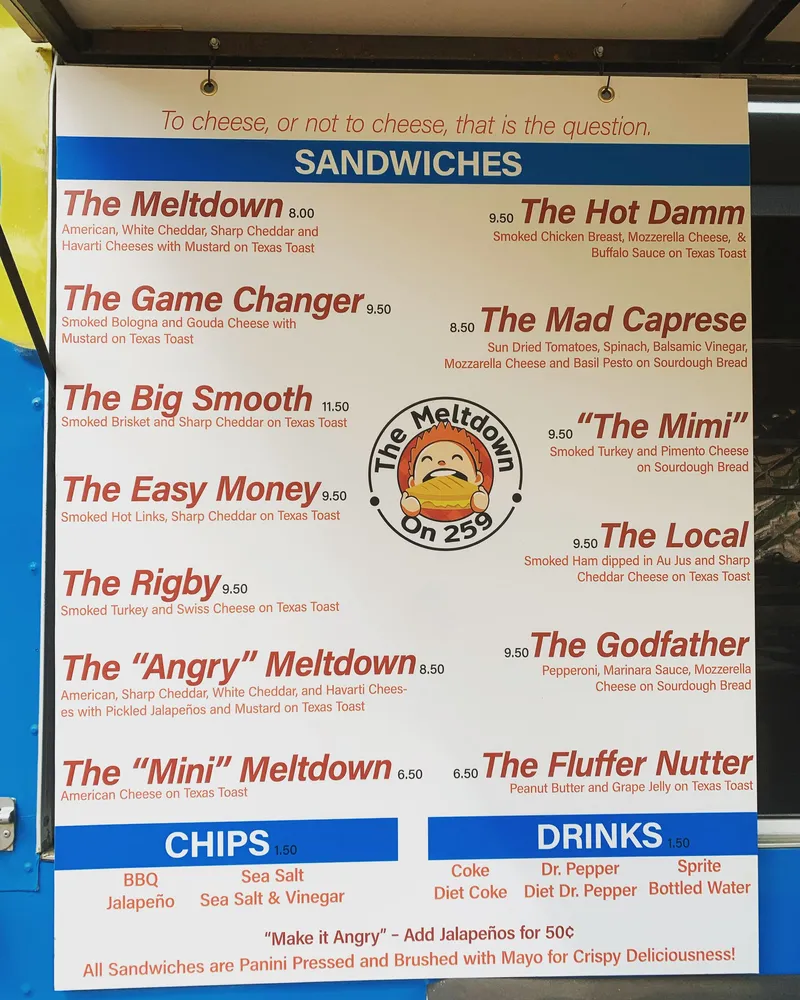 To cheese, or not to cheese, that is the question.
SANDWICHES
The Meltdown 8.00
American, White Cheddar, Sharp Cheddar and
Havarti Cheeses with Mustard on Texas Toast
The Game Changer 9.50
Smoked Bologna and Gouda Cheese with
Mustard on Texas Toast
The Big Smooth 11.50
Smoked Brisket and Sharp Cheddar on Texas Toast
The Easy Money 9.50
Smoked Hot Links, Sharp Cheddar on Texas Toast
The Rigby 9.50
Smoked Turkey and Swiss Cheese on Texas Toast
The “Angry” Meltdown 8.50
American, Sharp Cheddar, White Cheddar, and Havarti Chees-
es with Pickled Jalapeños and Mustard on Texas Toast
The “Mini” Meltdown 6.50
American Cheese on Texas Toast
9.50 The Hot Damm
Smoked Chicken Breast, Mozzerella Cheese, &
Buffalo Sauce on Texas Toast
8.50 The Mad Caprese
Sun Dried Tomatoes, Spinach, Balsamic Vinegar,
Mozzarella Cheese and Basil Pesto on Sourdough Bread
9.50 “The Mimi”
Smoked Turkey and Pimento Cheese
on Sourdough Bread
9.50 The Local
Smoked Ham dipped in Au Jus and Sharp
Cheddar Cheese on Texas Toast
9.50 The Godfather
Pepperoni, Marinara Sauce, Mozzerella
Cheese on Sourdough Bread
6.50 The Fluffer Nutter
Peanut Butter and Grape Jelly on Texas Toast
The Meltdown
On 259
CHIPS 1.50
BBQ
Jalapeño
Sea Salt
Sea Salt & Vinegar
DRINKS 1.50
Coke
Diet Coke
Dr. Pepper
Diet Dr. Pepper
Sprite
Bottled Water
“Make it Angry” – Add Jalapeños for 50¢
All Sandwiches are Panini Pressed and Brushed with Mayo for Crispy Deliciousness!